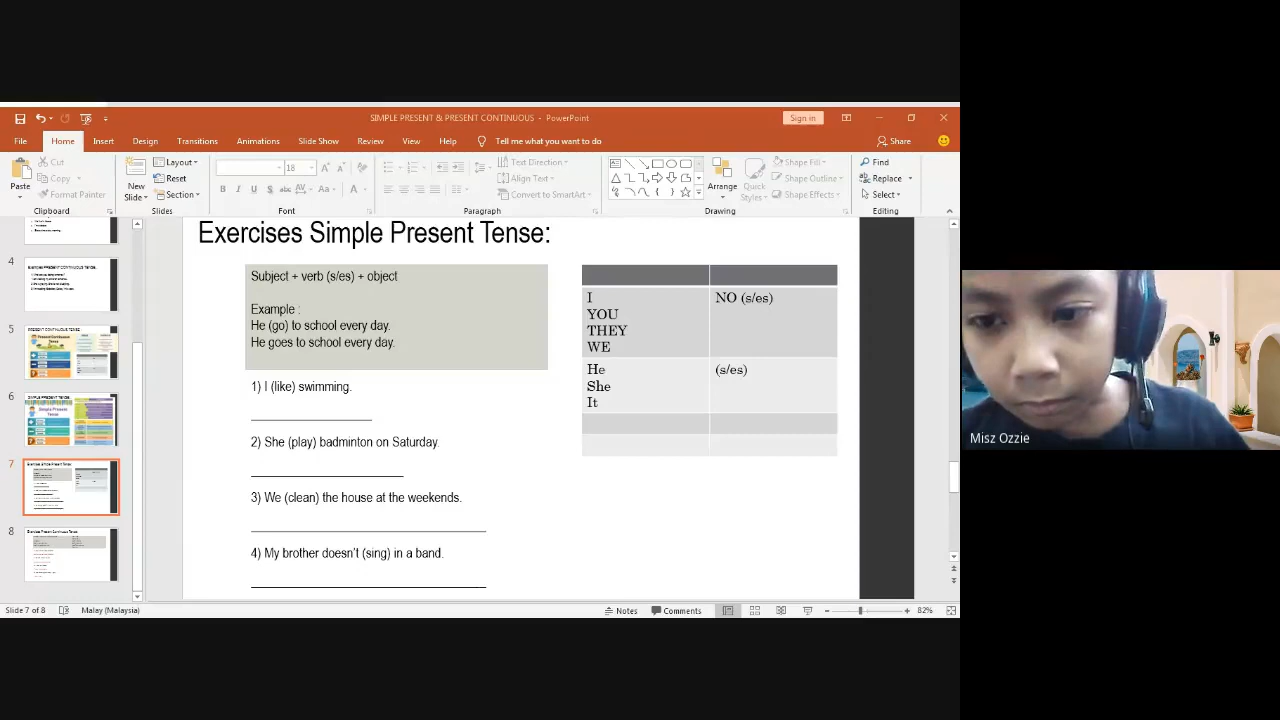 SIMPLE PRESENT & PRESENT CONTINUOUS - PowerPoint
Sign in
File Home Insert Design Transitions Animations Slide Show Review View Help Tell me what you want to do Share
Paste
Cut
Copy
Format Painter
Clipboard
New Slide
Layout
Reset
Section
Slides
18
Font
Paragraph
Text Direction
Align Text
Convert to SmartArt
Arrange
Quick Styles
Shape Fill
Shape Outline
Shape Effects
Drawing
Find
Replace
Select
Editing
4
5
6
7
8
Exercises Simple Present Tense:
Subject + verb (s/es) + object
Example :
He (go) to school every day.
He goes to school every day.
1) I (like) swimming.
2) She (play) badminton on Saturday.
3) We (clean) the house at the weekends.
4) My brother doesn't (sing) in a band.
I NO (s/es)
YOU
THEY
WE
He (s/es)
She
It
Misz Ozzie
Slide 7 of 8 Malay (Malaysia) Notes Comments 82%